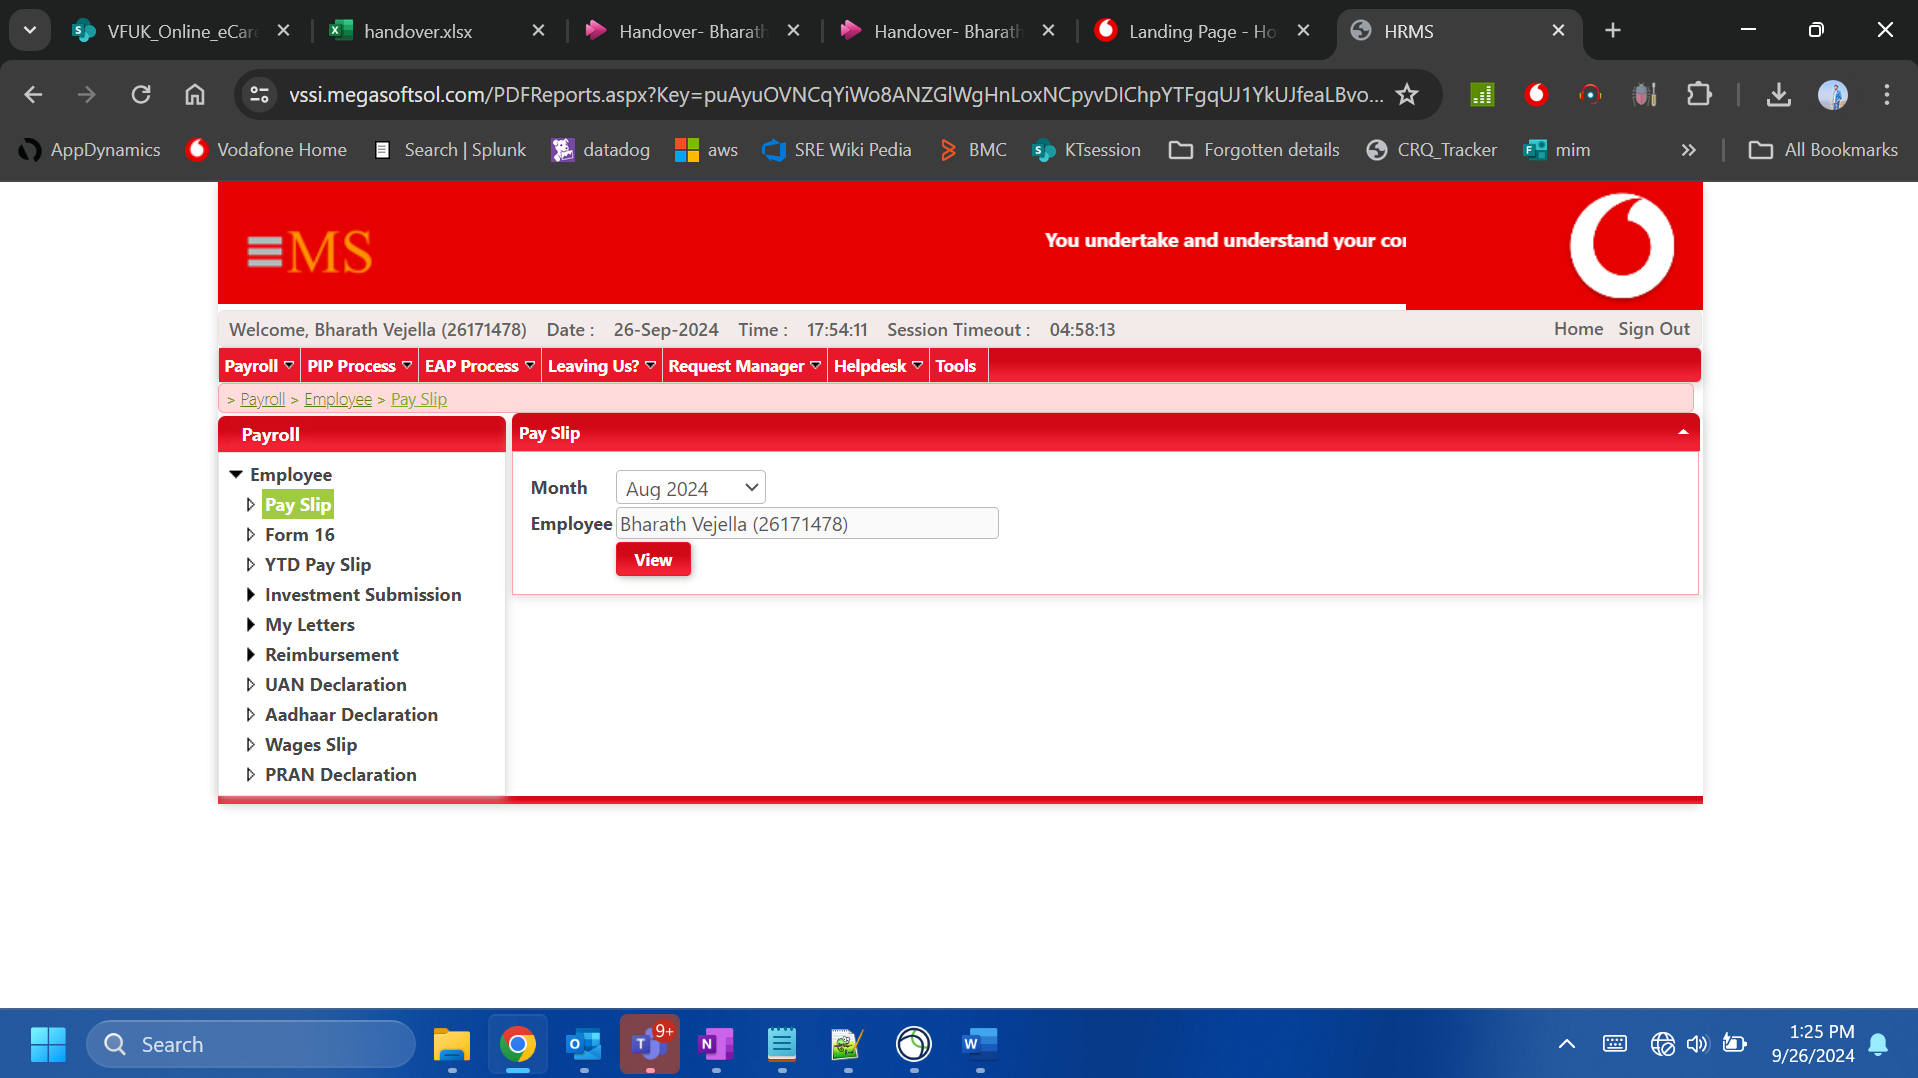 VFUK_Online_eCare
handover.xlsx
Handover- Bharath
Handover- Bharath
Landing Page - Ho
HRMS
vssi.megasoftsol.com/PDFReports.aspx?Key=puAyuOVNCqYiWo8ANZGlWgHnLoxNCpyvDlChpYTFgqUJ1YkUJfeaLBvo...
AppDynamics
Vodafone Home
Search | Splunk
datadog
aws
SRE Wiki Pedia
BMC
KTsession
Forgotten details
CRQ_Tracker
mim
All Bookmarks
MS
You undertake and understand your cor
Welcome, Bharath Vejella (26171478) Date : 26-Sep-2024 Time : 17:54:11 Session Timeout : 04:58:13
Home Sign Out
Payroll PIP Process EAP Process Leaving Us? Request Manager Helpdesk Tools
> Payroll > Employee > Pay Slip
Payroll
Employee
Pay Slip
Form 16
YTD Pay Slip
Investment Submission
My Letters
Reimbursement
UAN Declaration
Aadhaar Declaration
Wages Slip
PRAN Declaration
Pay Slip
Month Aug 2024
Employee Bharath Vejella (26171478)
View
Search
9+
1:25 PM
9/26/2024